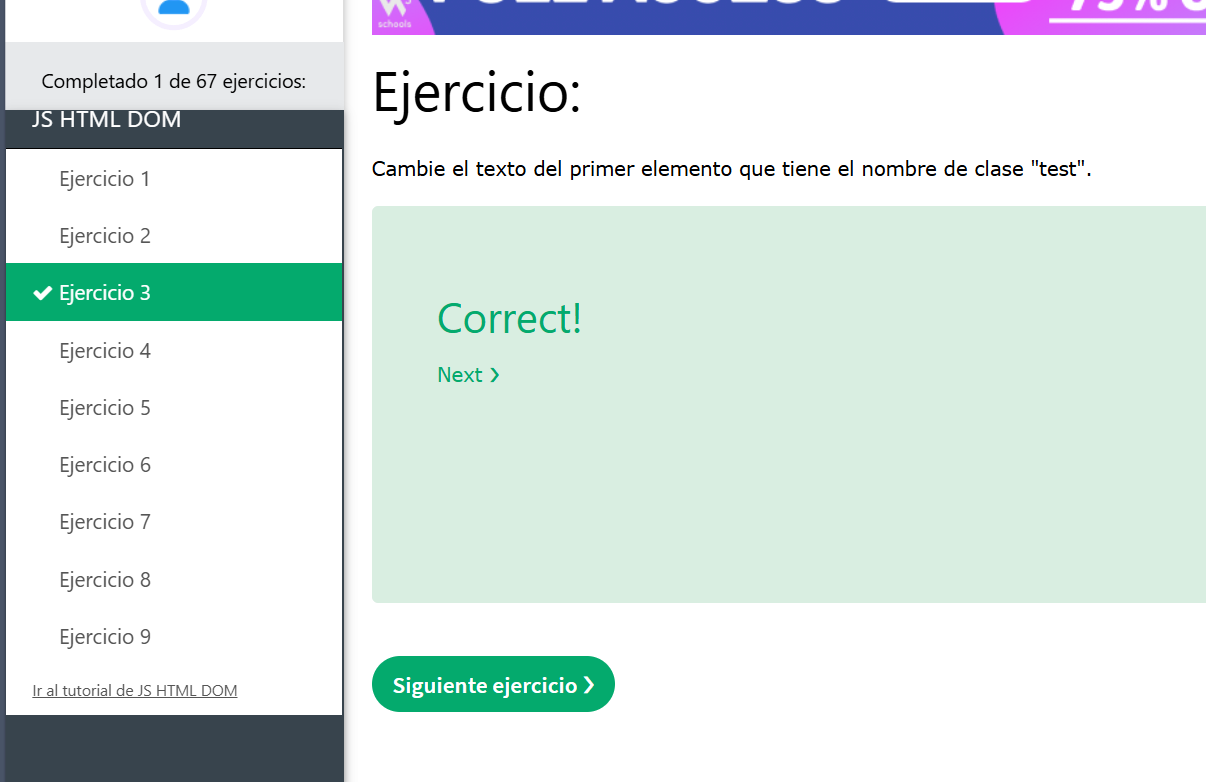 schools
Completado 1 de 67 ejercicios:
JS HTML DOM
Ejercicio 1
Ejercicio 2
Ejercicio 3
Ejercicio 4
Ejercicio 5
Ejercicio 6
Ejercicio 7
Ejercicio 8
Ejercicio 9
Ir al tutorial de JS HTML DOM
Ejercicio:
Cambie el texto del primer elemento que tiene el nombre de clase "test".
Correct!
Next ❯
Siguiente ejercicio ❯